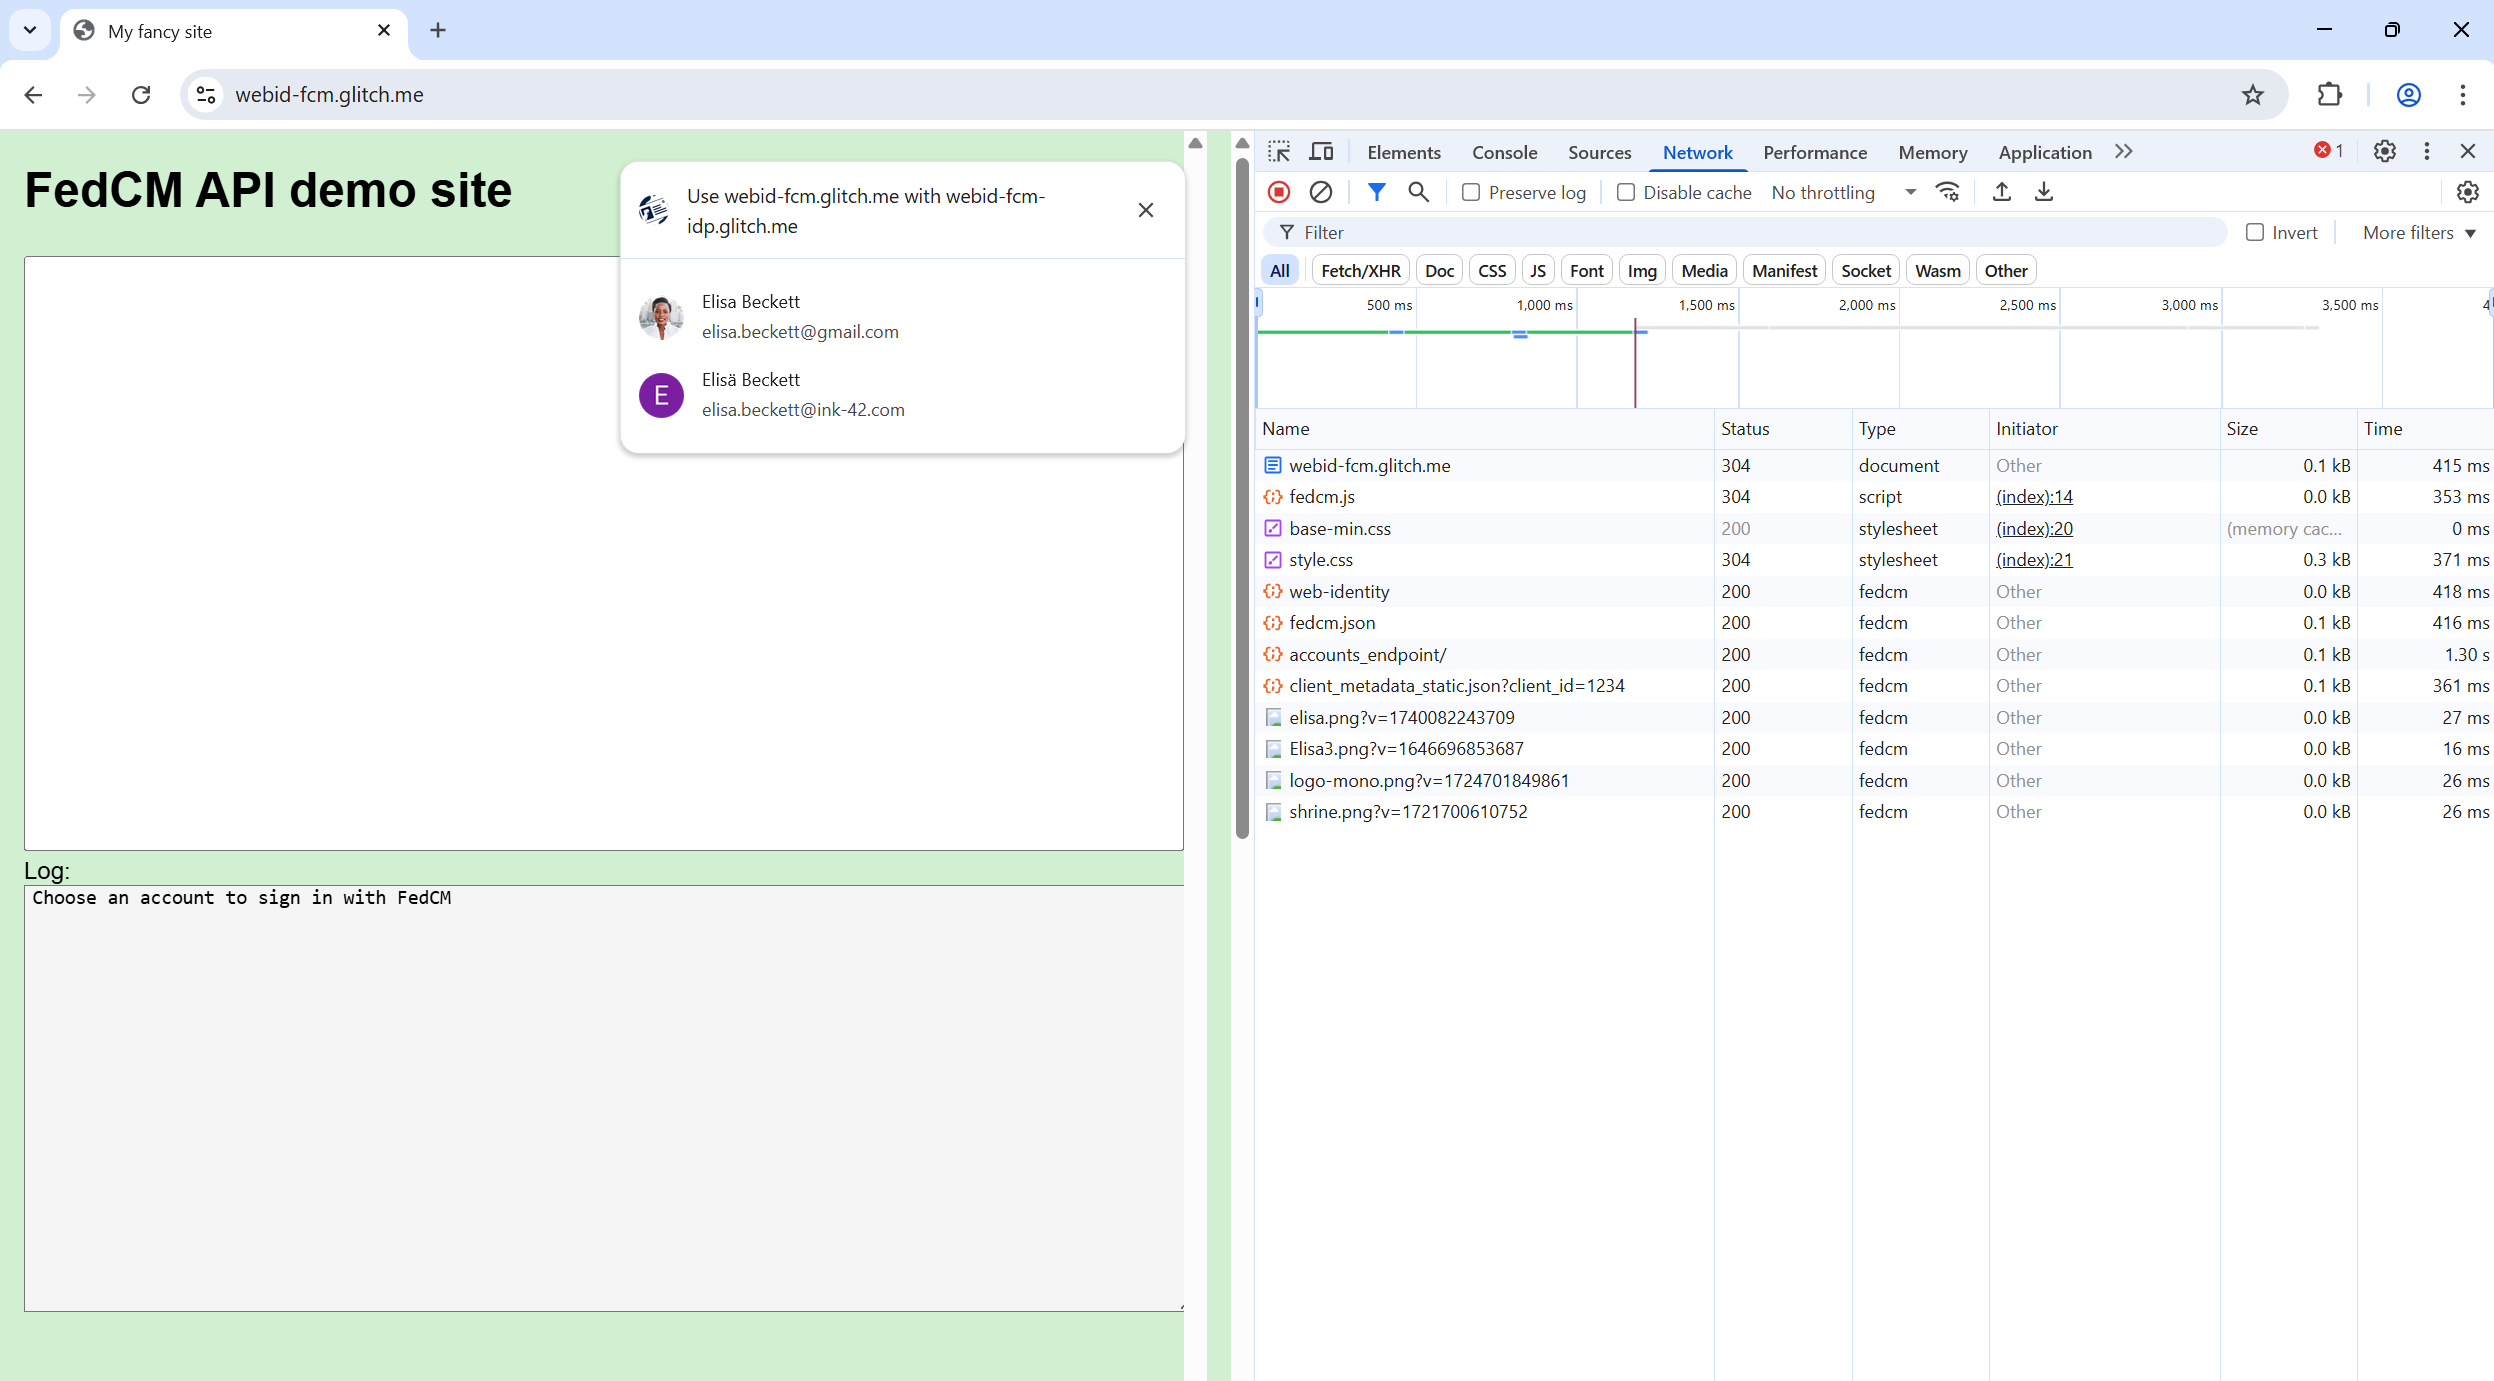 My fancy site
webid-fcm.glitch.me
FedCM API demo site
Use webid-fcm.glitch.me with webid-fcm-
idp.glitch.me
Elisa Beckett
elisa.beckett@gmail.com
E
Elisä Beckett
elisa.beckett@ink-42.com
Log:
Choose an account to sign in with FedCM
Elements Console Sources Network Performance Memory Application 1
Preserve log Disable cache No throttling
Filter Invert More filters
All Fetch/XHR Doc CSS JS Font Img Media Manifest Socket Wasm Other
500 ms 1,000 ms 1,500 ms 2,000 ms 2,500 ms 3,000 ms 3,500 ms 4
Name Status Type Initiator Size Time
webid-fcm.glitch.me 304 document Other 0.1 kB 415 ms
fedcm.js 304 script (index):14 0.0 kB 353 ms
base-min.css 200 stylesheet (index):20 (memory cac... 0 ms
style.css 304 stylesheet (index):21 0.3 kB 371 ms
web-identity 200 fedcm Other 0.0 kB 418 ms
fedcm.json 200 fedcm Other 0.1 kB 416 ms
accounts_endpoint/ 200 fedcm Other 0.1 kB 1.30 s
client_metadata_static.json?client_id=1234 200 fedcm Other 0.1 kB 361 ms
elisa.png?v=1740082243709 200 fedcm Other 0.0 kB 27 ms
Elisa3.png?v=1646696853687 200 fedcm Other 0.0 kB 16 ms
logo-mono.png?v=1724701849861 200 fedcm Other 0.0 kB 26 ms
shrine.png?v=1721700610752 200 fedcm Other 0.0 kB 26 ms